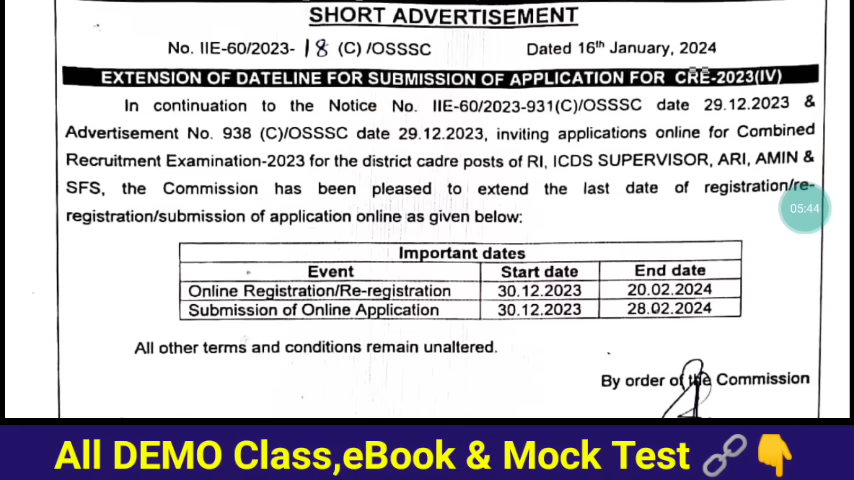 SHORT ADVERTISEMENT
No. IIE-60/2023- 18 (C) /OSSSC Dated 16th January, 2024
EXTENSION OF DATELINE FOR SUBMISSION OF APPLICATION FOR CRE-2023(IV)
In continuation to the Notice No. IIE-60/2023-931(C)/OSSSC date 29.12.2023 &
Advertisement No. 938 (C)/OSSSC date 29.12.2023, inviting applications online for Combined
Recruitment Examination-2023 for the district cadre posts of RI, ICDS SUPERVISOR, ARI, AMIN &
SFS, the Commission has been pleased to extend the last date of registration/re-
registration/submission of application online as given below:
05:44
Important dates
Event Start date End date
Online Registration/Re-registration 30.12.2023 20.02.2024
Submission of Online Application 30.12.2023 28.02.2024
All other terms and conditions remain unaltered.
By order of the Commission
All DEMO Class,eBook & Mock Test 🔗👇